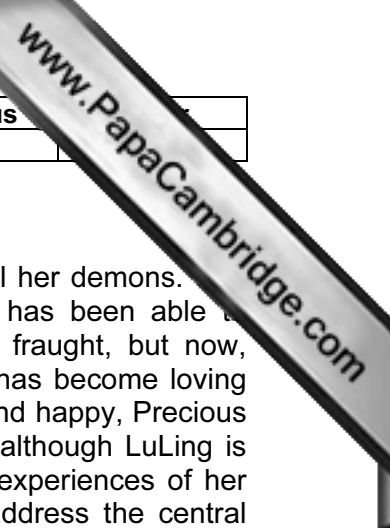 www.PapaCambridge.com
us
l her demons.
has been able
fraught, but now,
has become loving
nd happy, Precious
although LuLing is
experiences of her
ddress the central